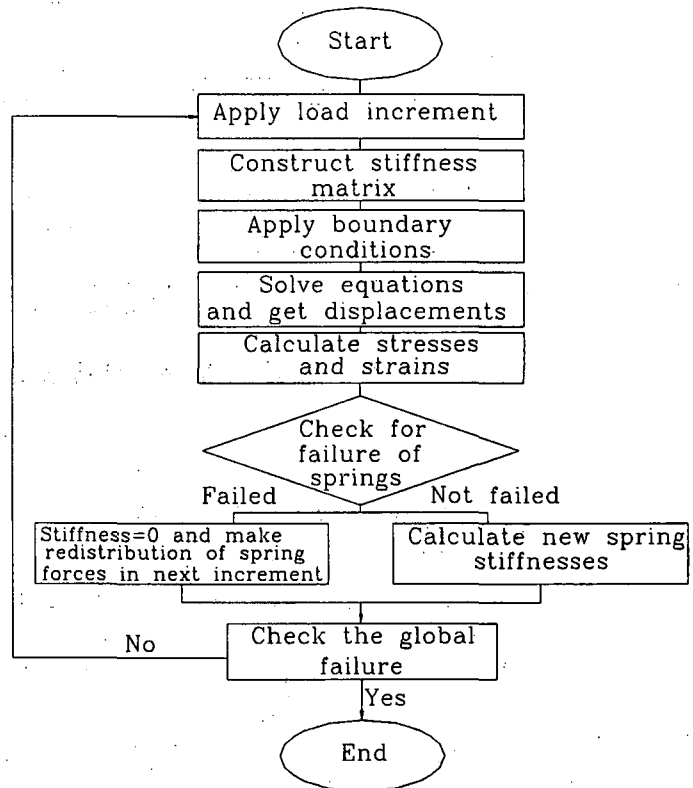 Start
Apply load increment
Construct stiffness
matrix
Apply boundary
conditions
Solve equations
and get displacements
Calculate stresses
and strains
Check for
failure of
springs
Failed
Not failed
Stiffness=0 and make
redistribution of spring
forces in next increment
Calculate new spring
stiffnesses
No
Check the global
failure
Yes
End